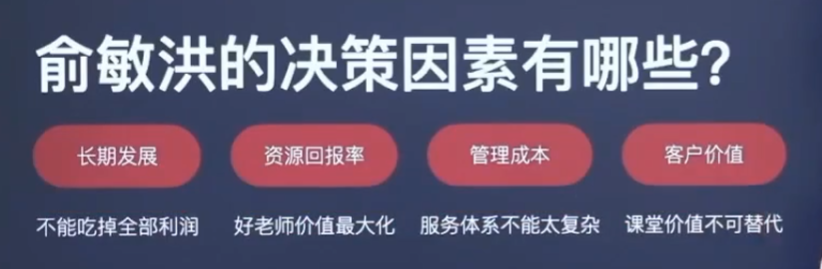 俞敏洪的决策因素有哪些?
长期发展 资源回报率 管理成本 客户价值
不能吃掉全部利润 好老师价值最大化 服务体系不能太复杂 课堂价值不可替代